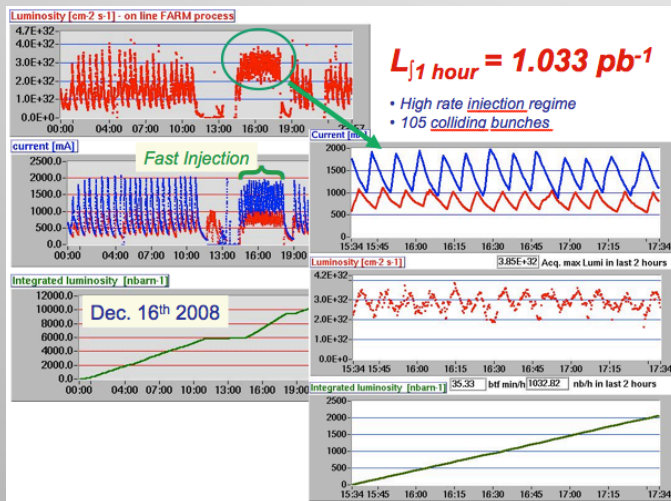 Luminosity [cm-2 s-1] - on line FARM process
4.7E+32
4.0E+32
3.0E+32
2.0E+32
1.0E+32
0.0E+0
00:00 04:00 07:00 10:00 13:00 16:00 19:00
L∫1 hour = 1.033 pb-1
• High rate injection regime
• 105 colliding bunches
current [mA]
2500.0
2000.0
1500.0
1000.0
500.0
0.0
00:00 04:00 07:00 10:00 13:00 16:00 19:00
Fast Injection
Current [mA]
2000
1500
1000
500
0
15:34 15:45 16:00 16:15 16:30 16:45 17:00 17:15 17:34
Luminosity [cm-2 s-1]
3.85E+32 Acq. max Lumi in last 2 hours
4.2E+32
3.0E+32
2.0E+32
1.0E+32
0.0E+0
15:34 15:45 16:00 16:15 16:30 16:45 17:00 17:15 17:34
Integrated luminosity [nbarn-1]
12000.0
10000.0
8000.0
6000.0
4000.0
2000.0
0.0
00:00 04:00 07:00 10:00 13:00 16:00 19:00
Dec. 16th 2008
Integrated luminosity [nbarn-1] 35.33 btf min/h 1032.82 nb/h in last 2 hours
2500
2000
1500
1000
500
0
15:34 15:45 16:00 16:15 16:30 16:45 17:00 17:15 17:34